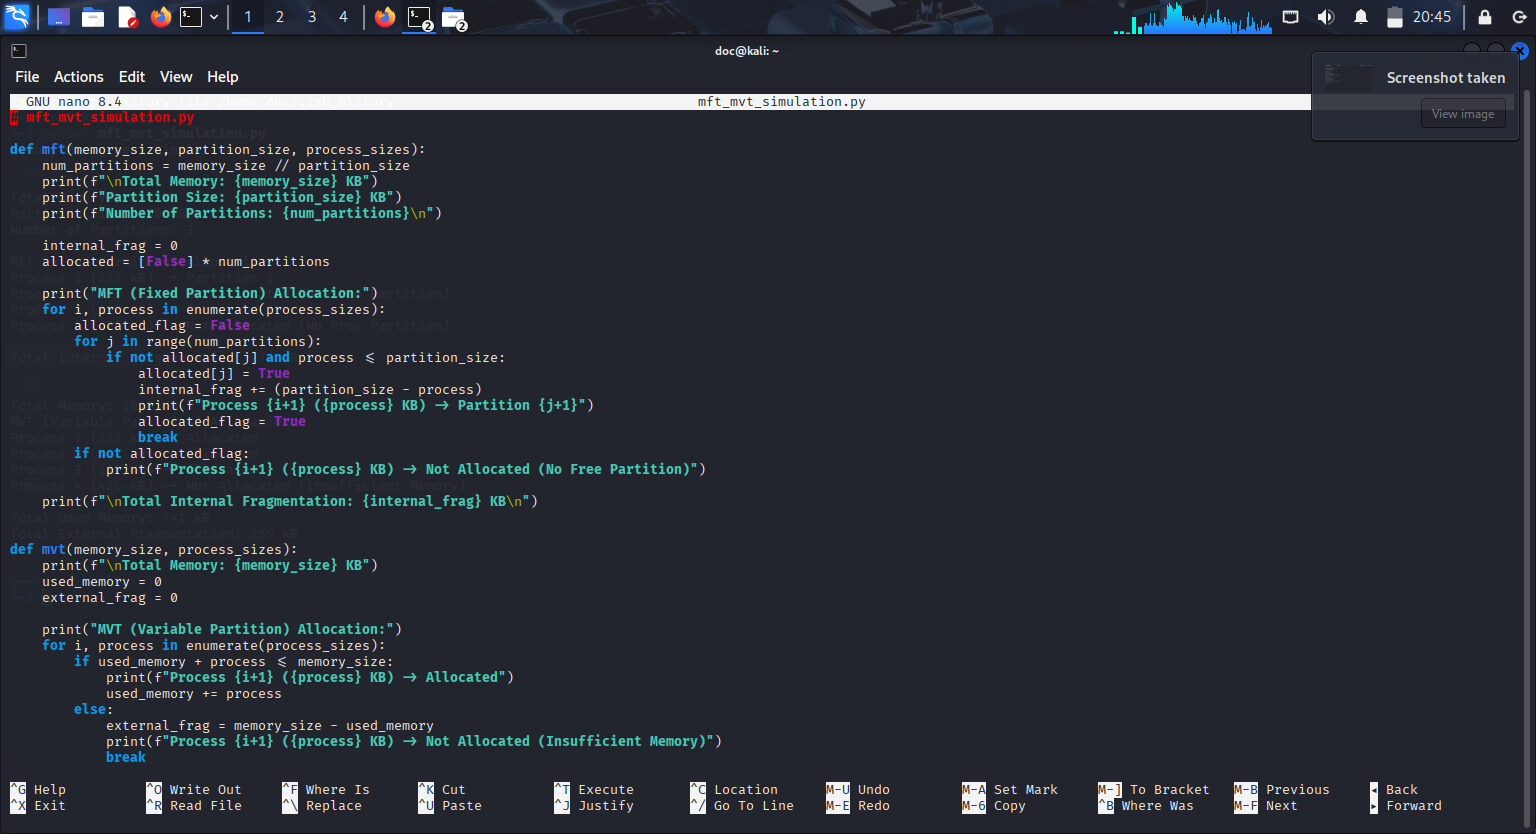 1 2 3 4 2 2 20:45
doc@kali: ~
File Actions Edit View Help
Screenshot taken
View image
GNU nano 8.4 mft_mvt_simulation.py
# mft_mvt_simulation.py
def mft(memory_size, partition_size, process_sizes):
num_partitions = memory_size // partition_size
print(f"\nTotal Memory: {memory_size} KB")
print(f"Partition Size: {partition_size} KB")
print(f"Number of Partitions: {num_partitions}\n")
internal_frag = 0
allocated = [False] * num_partitions
print("MFT (Fixed Partition) Allocation:")
for i, process in enumerate(process_sizes):
allocated_flag = False
for j in range(num_partitions):
if not allocated[j] and process <= partition_size:
allocated[j] = True
internal_frag += (partition_size - process)
print(f"Process {i+1} ({process} KB) -> Partition {j+1}")
allocated_flag = True
break
if not allocated_flag:
print(f"Process {i+1} ({process} KB) -> Not Allocated (No Free Partition)")
print(f"\nTotal Internal Fragmentation: {internal_frag} KB\n")
def mvt(memory_size, process_sizes):
print(f"\nTotal Memory: {memory_size} KB")
used_memory = 0
external_frag = 0
print("MVT (Variable Partition) Allocation:")
for i, process in enumerate(process_sizes):
if used_memory + process <= memory_size:
print(f"Process {i+1} ({process} KB) -> Allocated")
used_memory += process
else:
external_frag = memory_size - used_memory
print(f"Process {i+1} ({process} KB) -> Not Allocated (Insufficient Memory)")
break
^G Help ^O Write Out ^F Where Is ^K Cut ^T Execute ^C Location M-U Undo M-A Set Mark M-] To Bracket M-B Previous ◂ Back
^X Exit ^R Read File ^\ Replace ^U Paste ^J Justify ^/ Go To Line M-E Redo M-6 Copy ^B Where Was M-F Next ▸ Forward